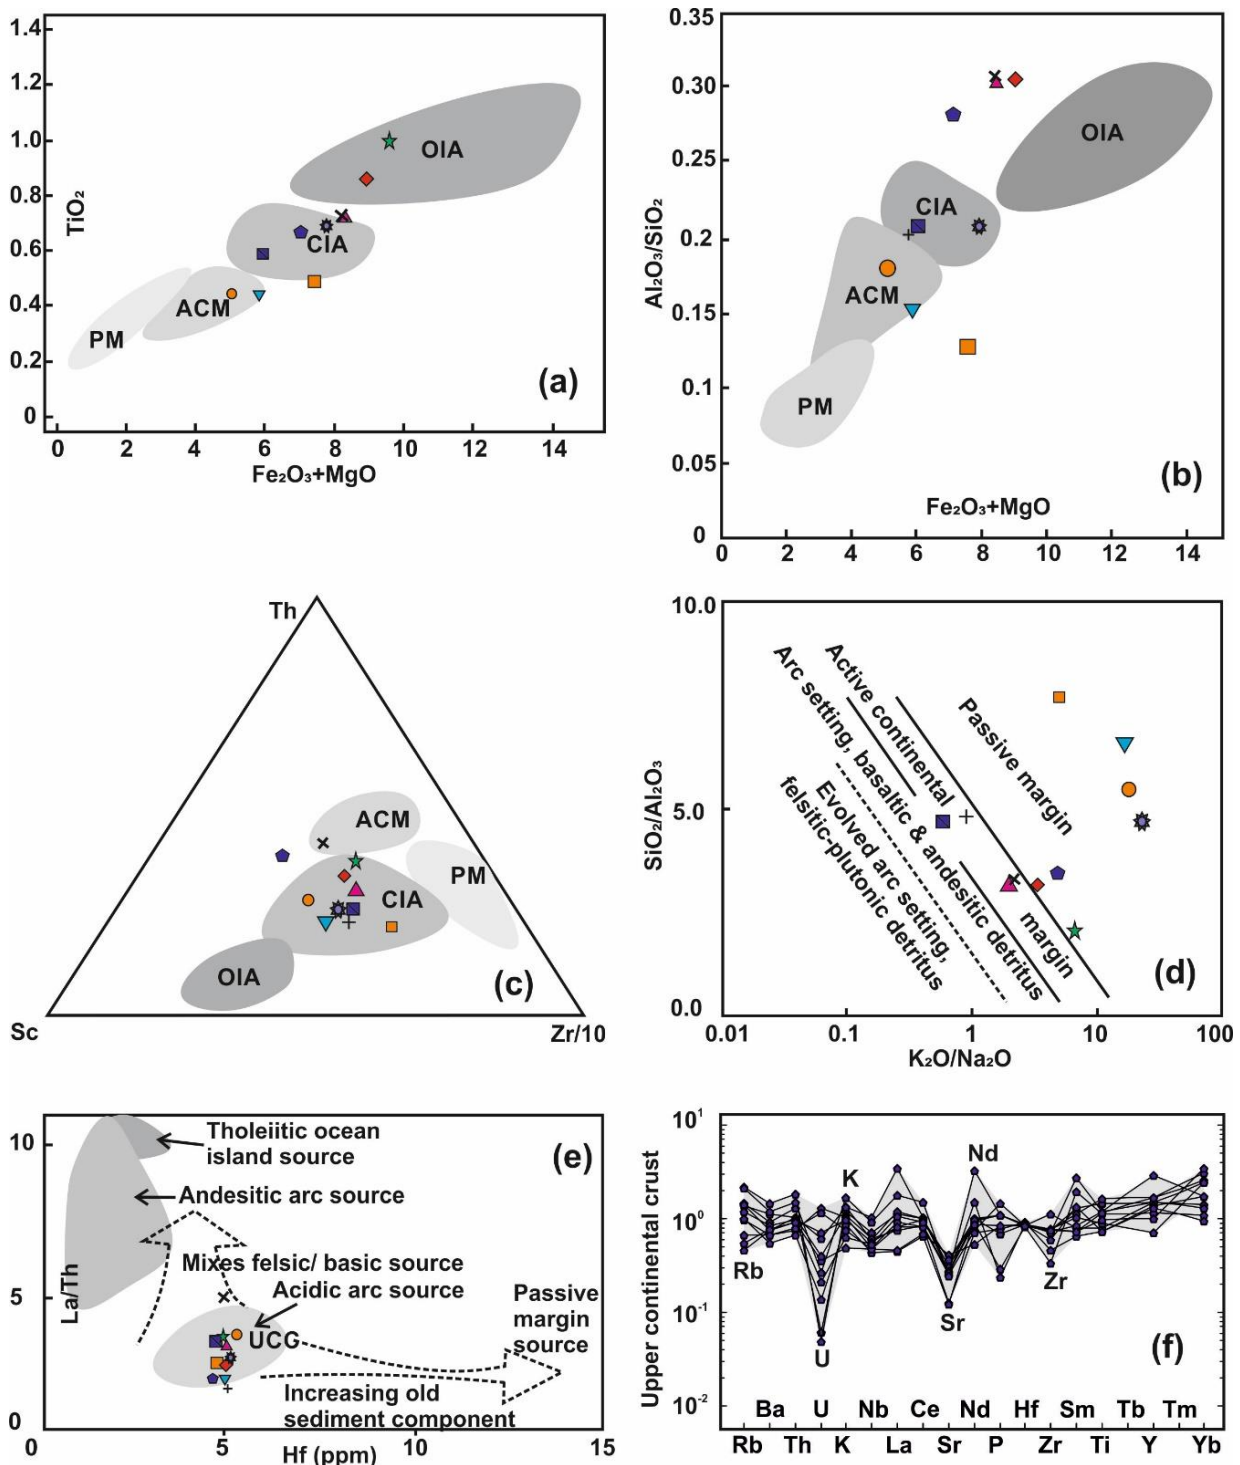 1.4
1.2
1.0
0.8
0.6
0.4
0.2
0
TiO₂
OIA
CIA
ACM
PM
(a)
0 2 4 6 8 10 12 14
Fe₂O₃+MgO
0.35
0.30
0.25
0.2
0.15
0.1
0.05
0
Al₂O₃/SiO₂
OIA
CIA
ACM
PM
(b)
Fe₂O₃+MgO
0 2 4 6 8 10 12 14
Th
ACM
PM
CIA
OIA
(c)
Sc
Zr/10
10.0
5.0
0.0
SiO₂/Al₂O₃
Passive margin
Active continental
margin
Arc setting, basaltic & andesitic detritus
Evolved arc setting,
felsitic-plutonic detritus
(d)
0.01 0.1 1 10 100
K₂O/Na₂O
10
5
0
La/Th
Tholeiitic ocean
island source
(e)
Andesitic arc source
Mixes felsic/ basic source
Acidic arc source
Passive
margin
source
UCG
Increasing old
sediment component
0 5 10 15
Hf (ppm)
10¹
10⁰
10⁻¹
10⁻²
Upper continental crust
Nd
K
Rb
Zr
Sr
U
(f)
Ba U Nb Ce Nd Hf Sm Tb Tm
Rb Th K La Sr P Zr Ti Y Yb